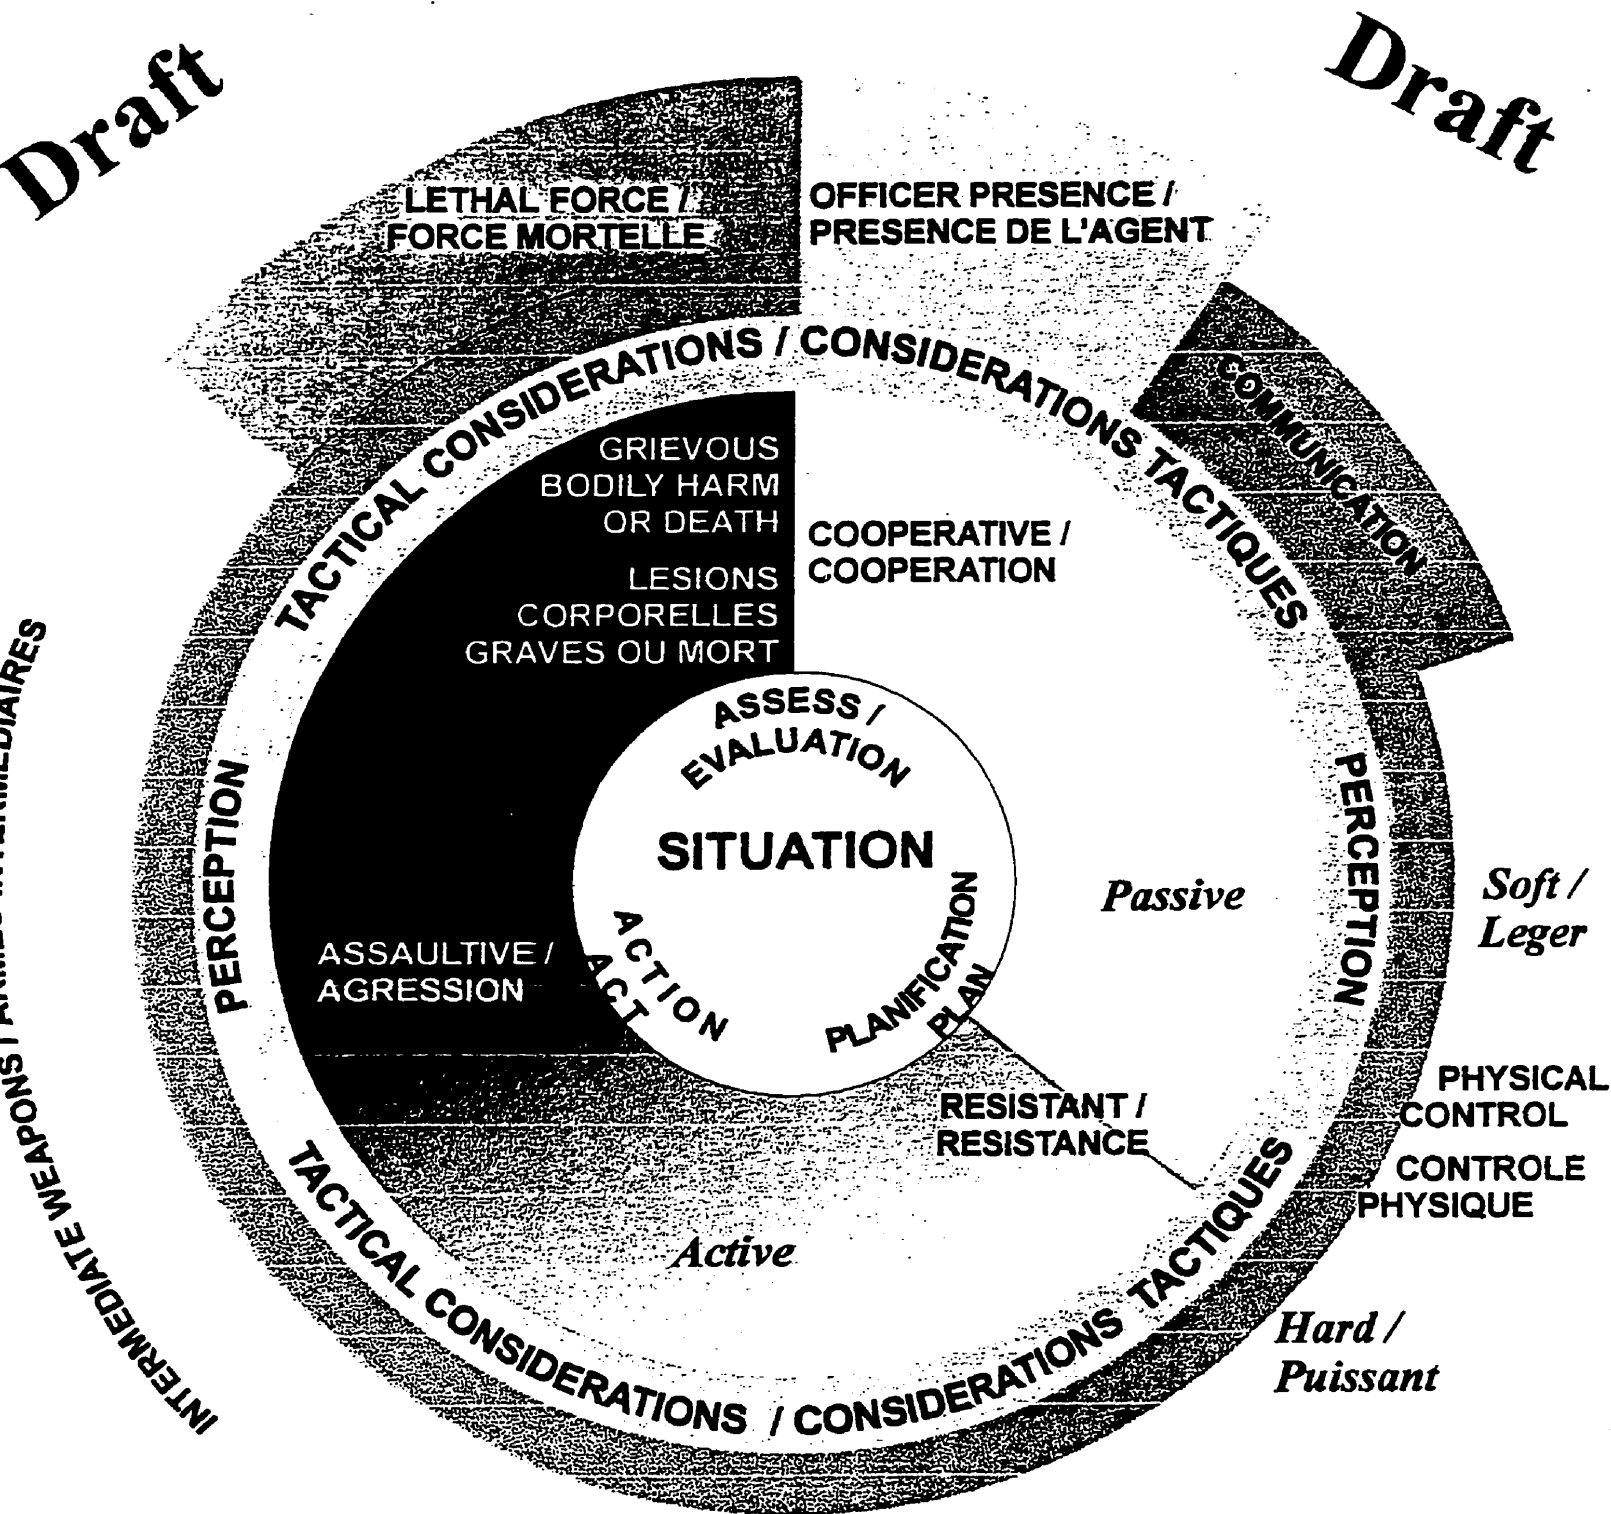 Draft
Draft
LETHAL FORCE /
FORCE MORTELLE
OFFICER PRESENCE /
PRESENCE DE L'AGENT
COMMUNICATION
TACTICAL CONSIDERATIONS / CONSIDERATIONS TACTIQUES
GRIEVOUS
BODILY HARM
OR DEATH
LESIONS
CORPORELLES
GRAVES OU MORT
COOPERATIVE /
COOPERATION
ASSESS /
EVALUATION
SITUATION
PLANIFICATION
PLAN
ACTION
ACT
PERCEPTION
PERCEPTION
Passive
Soft /
Leger
ASSAULTIVE /
AGRESSION
RESISTANT /
RESISTANCE
PHYSICAL
CONTROL
CONTROLE
PHYSIQUE
Active
Hard /
Puissant
TACTICAL CONSIDERATIONS / CONSIDERATIONS TACTIQUES
INTERMEDIATE WEAPONS / ARMES INTERMEDIAIRES